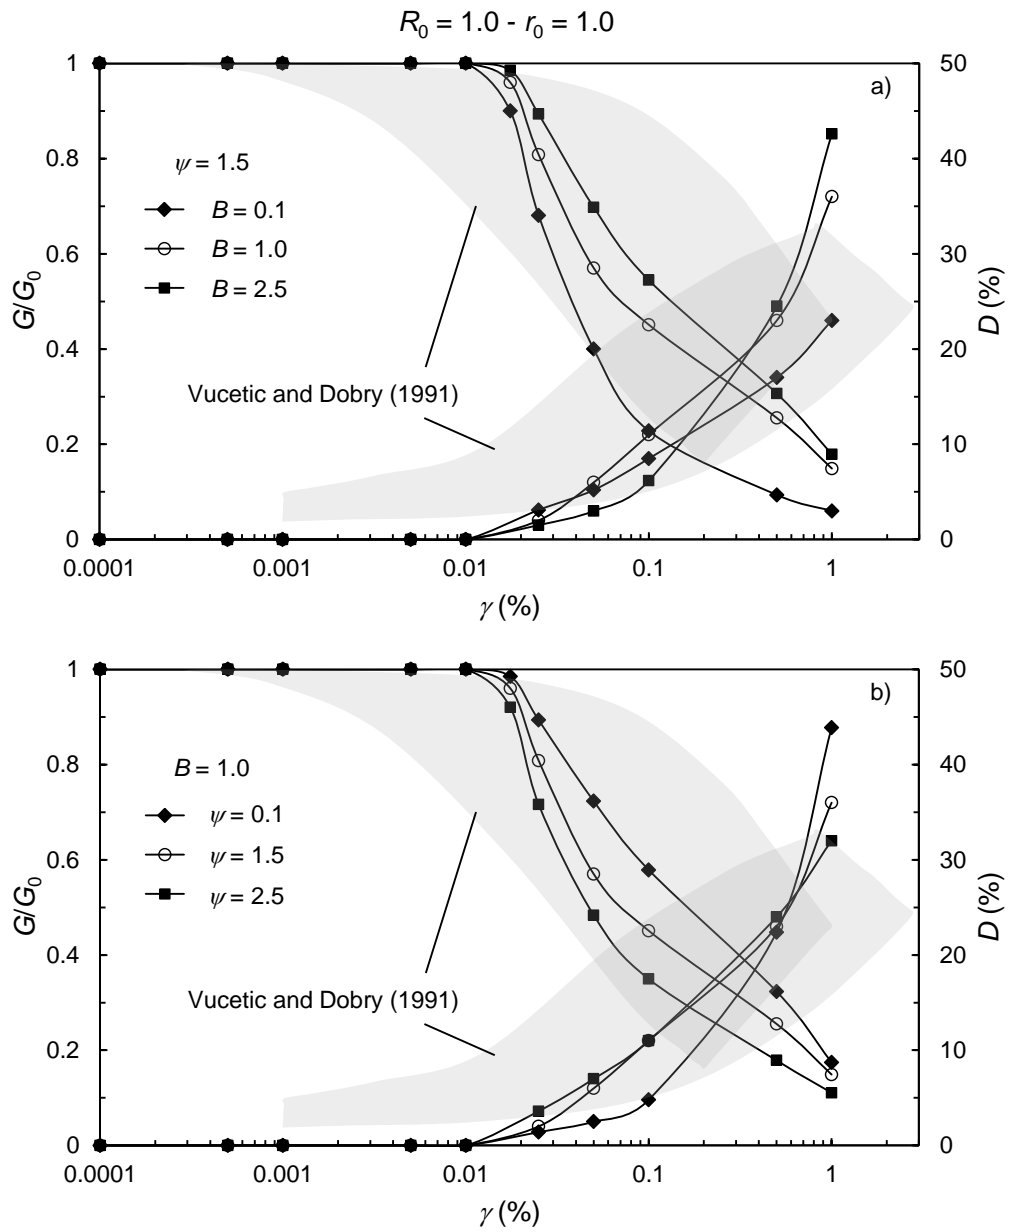 R₀ = 1.0 - r₀ = 1.0
a)
1
0.8
0.6
0.4
0.2
0
G/G₀
50
40
30
20
10
0
D (%)
ψ = 1.5
B = 0.1
B = 1.0
B = 2.5
Vucetic and Dobry (1991)
0.0001 0.001 0.01 0.1 1
γ (%)
b)
1
0.8
0.6
0.4
0.2
0
G/G₀
50
40
30
20
10
0
D (%)
B = 1.0
ψ = 0.1
ψ = 1.5
ψ = 2.5
Vucetic and Dobry (1991)
0.0001 0.001 0.01 0.1 1
γ (%)